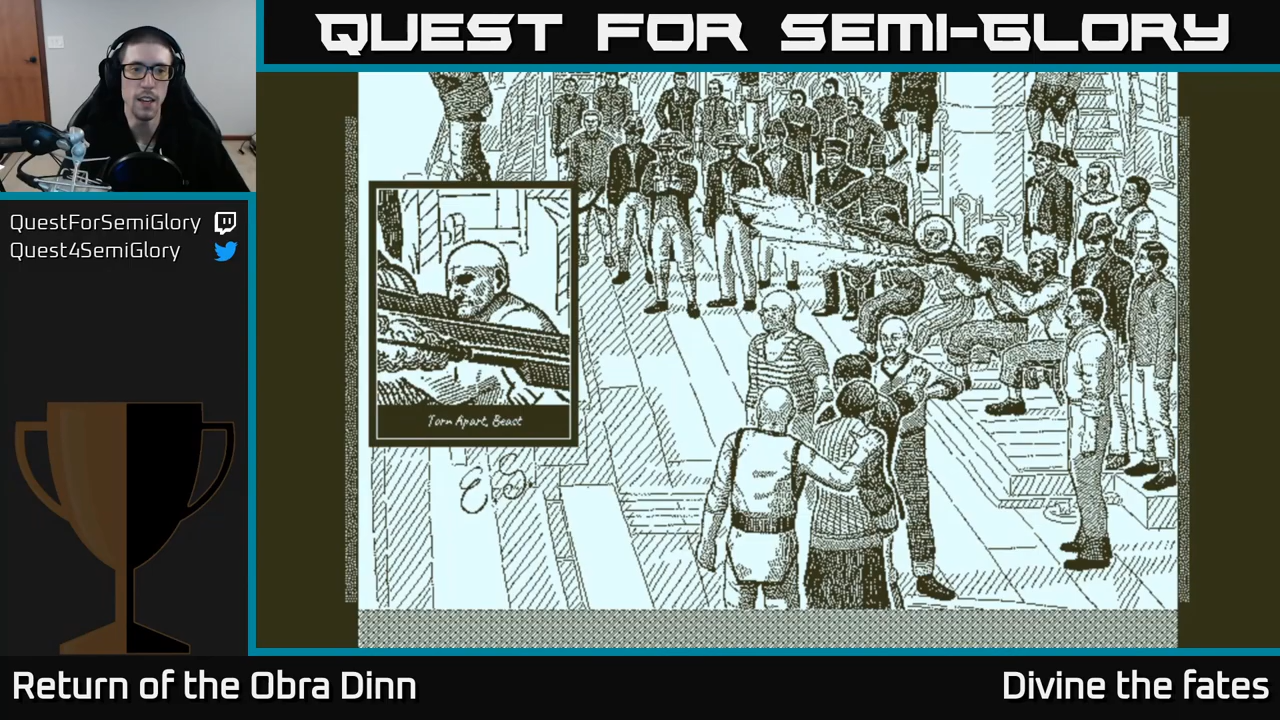 QUEST FOR SEMI-GLORY
QuestForSemiGlory
Quest4SemiGlory
Torn Apart, Beast
E.S.
Return of the Obra Dinn
Divine the fates